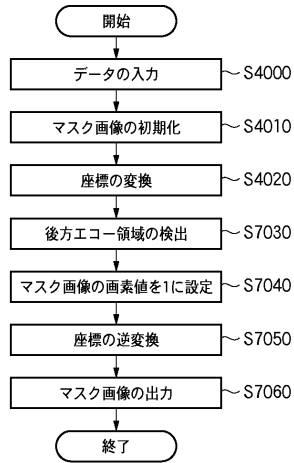 開始
データの入力 S4000
マスク画像の初期化 S4010
座標の変換 S4020
後方エコー領域の検出 S7030
マスク画像の画素値を1に設定 S7040
座標の逆変換 S7050
マスク画像の出力 S7060
終了